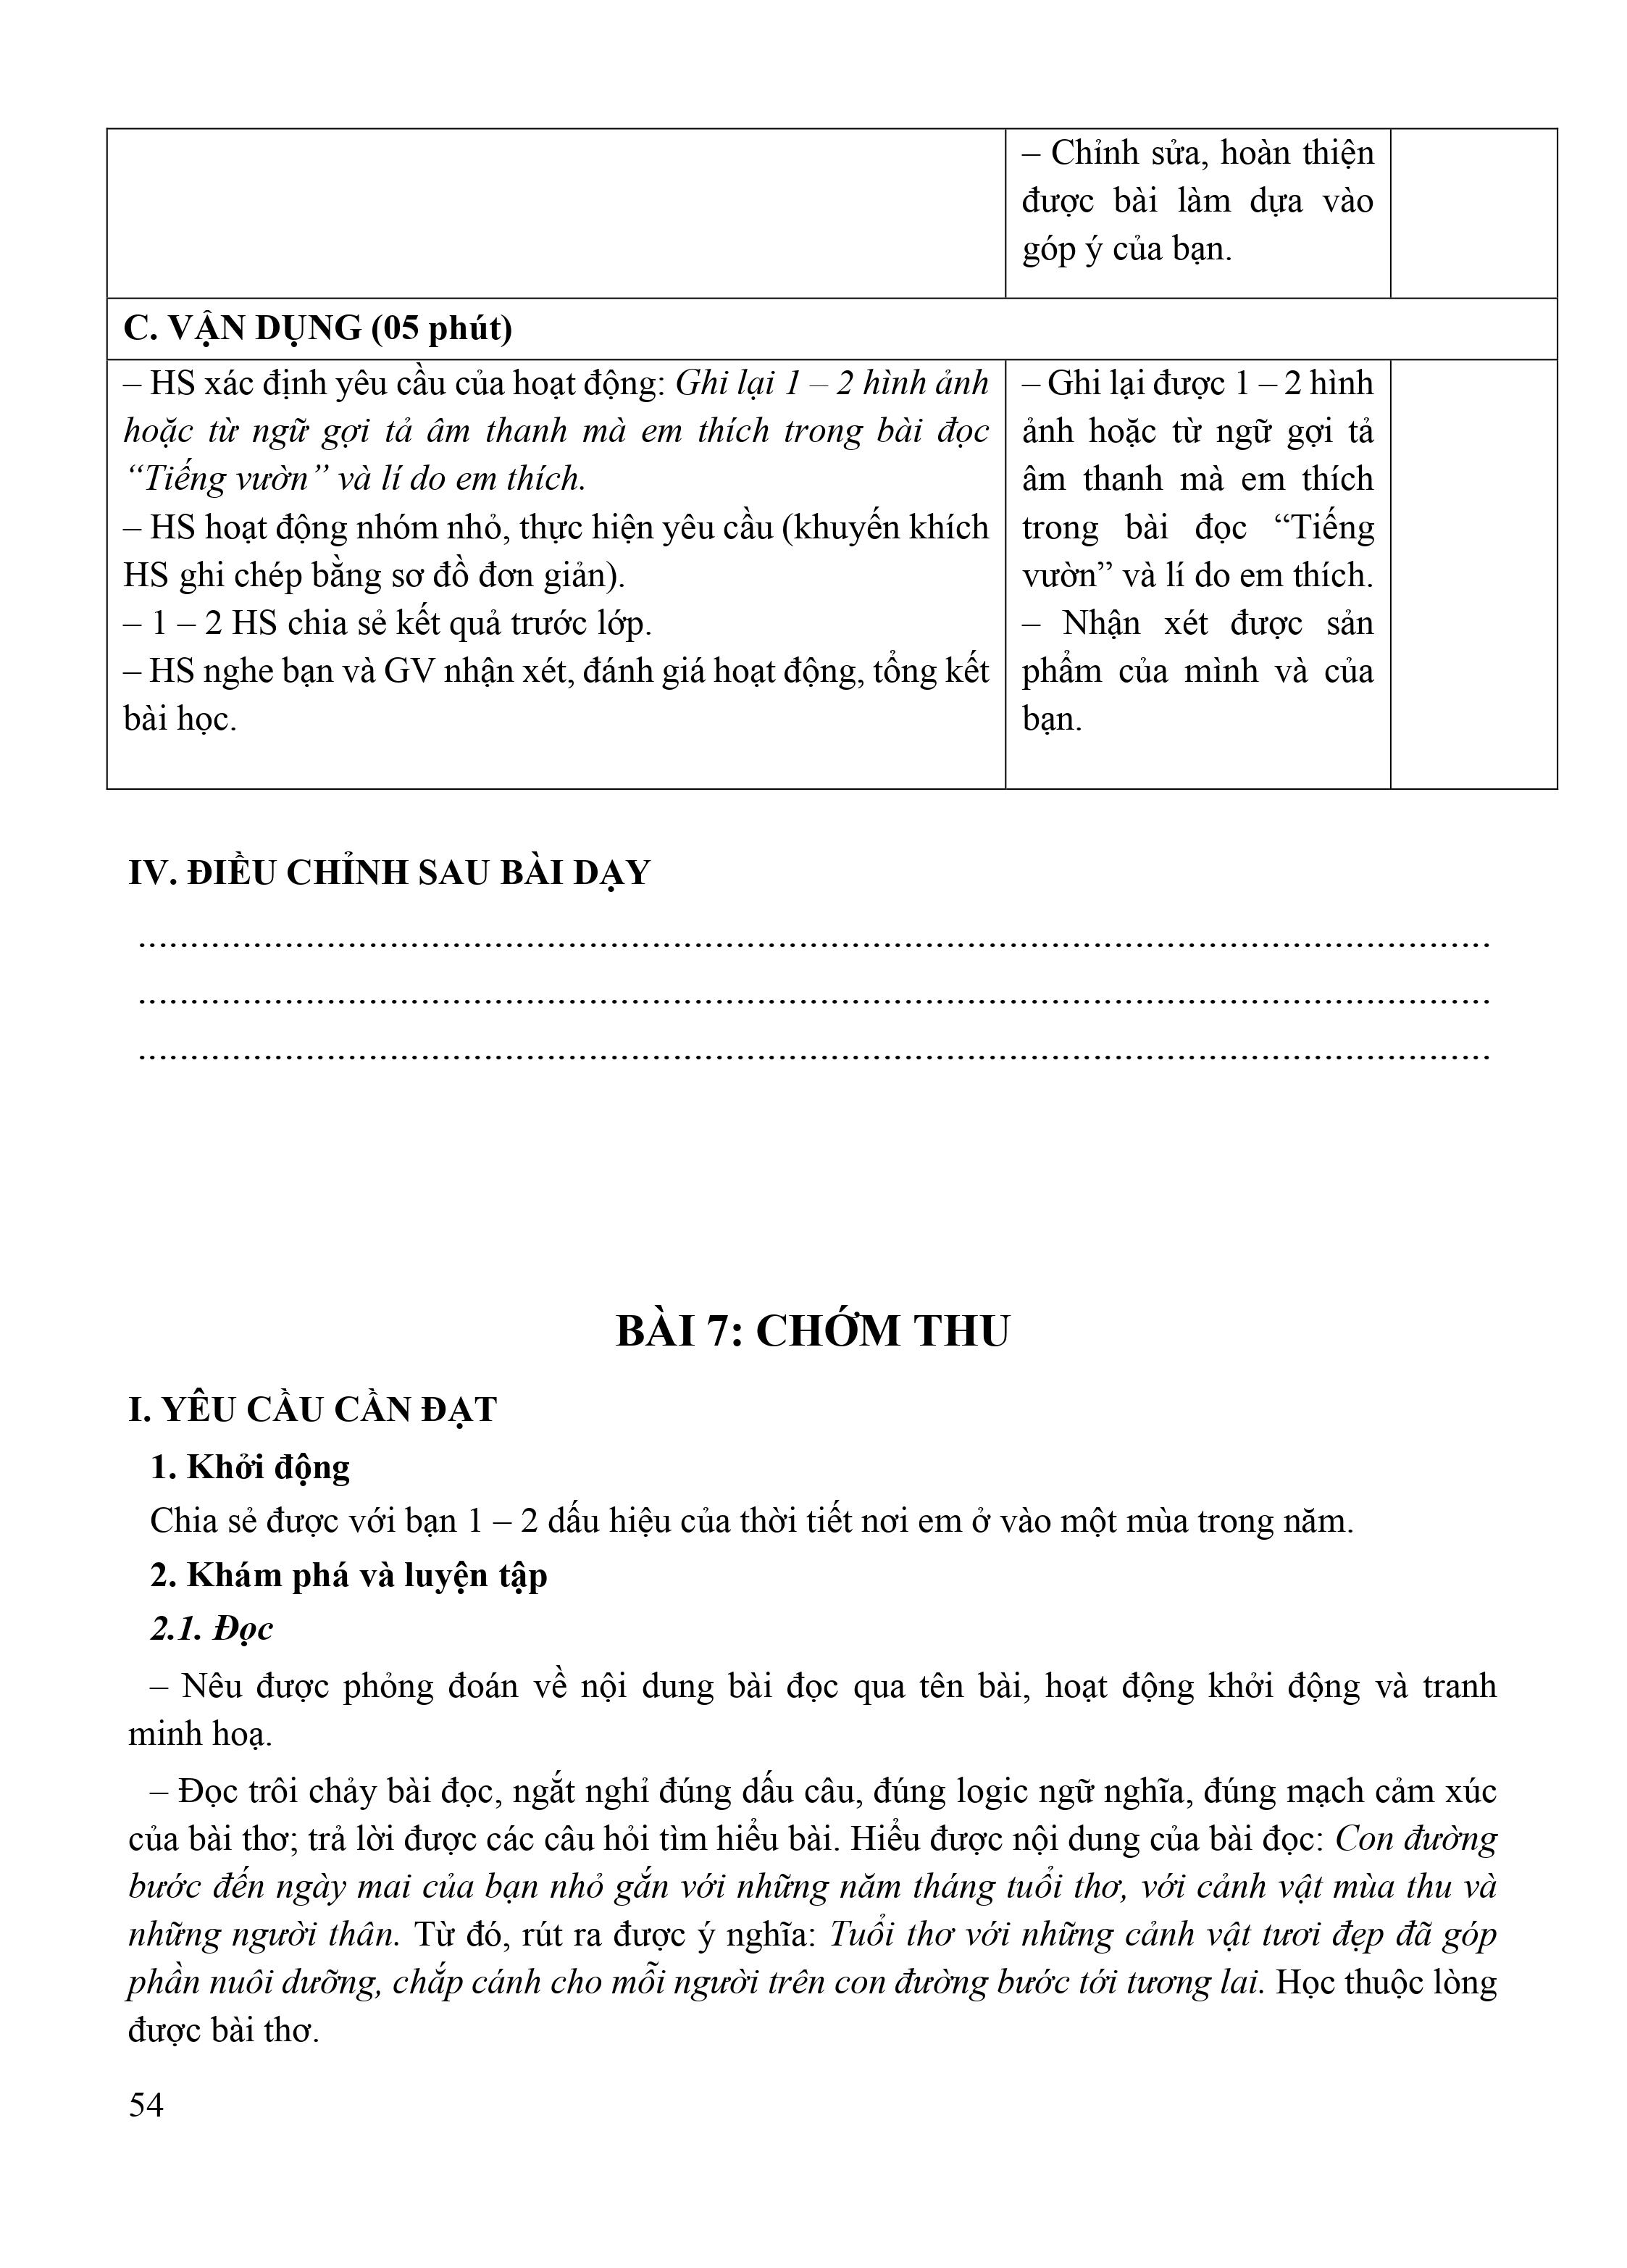 – Chỉnh sửa, hoàn thiện
được bài làm dựa vào
góp ý của bạn.
C. VẬN DỤNG (05 phút)
– HS xác định yêu cầu của hoạt động: Ghi lại 1 – 2 hình ảnh
hoặc từ ngữ gợi tả âm thanh mà em thích trong bài đọc
“Tiếng vườn” và lí do em thích.
– HS hoạt động nhóm nhỏ, thực hiện yêu cầu (khuyến khích
HS ghi chép bằng sơ đồ đơn giản).
– 1 – 2 HS chia sẻ kết quả trước lớp.
– HS nghe bạn và GV nhận xét, đánh giá hoạt động, tổng kết
bài học.
– Ghi lại được 1 – 2 hình
ảnh hoặc từ ngữ gợi tả
âm thanh mà em thích
trong bài đọc “Tiếng
vườn” và lí do em thích.
– Nhận xét được sản
phẩm của mình và của
bạn.
IV. ĐIỀU CHỈNH SAU BÀI DẠY
BÀI 7: CHỚM THU
I. YÊU CẦU CẦN ĐẠT
1. Khởi động
Chia sẻ được với bạn 1 – 2 dấu hiệu của thời tiết nơi em ở vào một mùa trong năm.
2. Khám phá và luyện tập
2.1. Đọc
– Nêu được phỏng đoán về nội dung bài đọc qua tên bài, hoạt động khởi động và tranh
minh hoạ.
– Đọc trôi chảy bài đọc, ngắt nghỉ đúng dấu câu, đúng logic ngữ nghĩa, đúng mạch cảm xúc
của bài thơ; trả lời được các câu hỏi tìm hiểu bài. Hiểu được nội dung của bài đọc: Con đường
bước đến ngày mai của bạn nhỏ gắn với những năm tháng tuổi thơ, với cảnh vật mùa thu và
những người thân. Từ đó, rút ra được ý nghĩa: Tuổi thơ với những cảnh vật tươi đẹp đã góp
phần nuôi dưỡng, chắp cánh cho mỗi người trên con đường bước tới tương lai. Học thuộc lòng
được bài thơ.
54